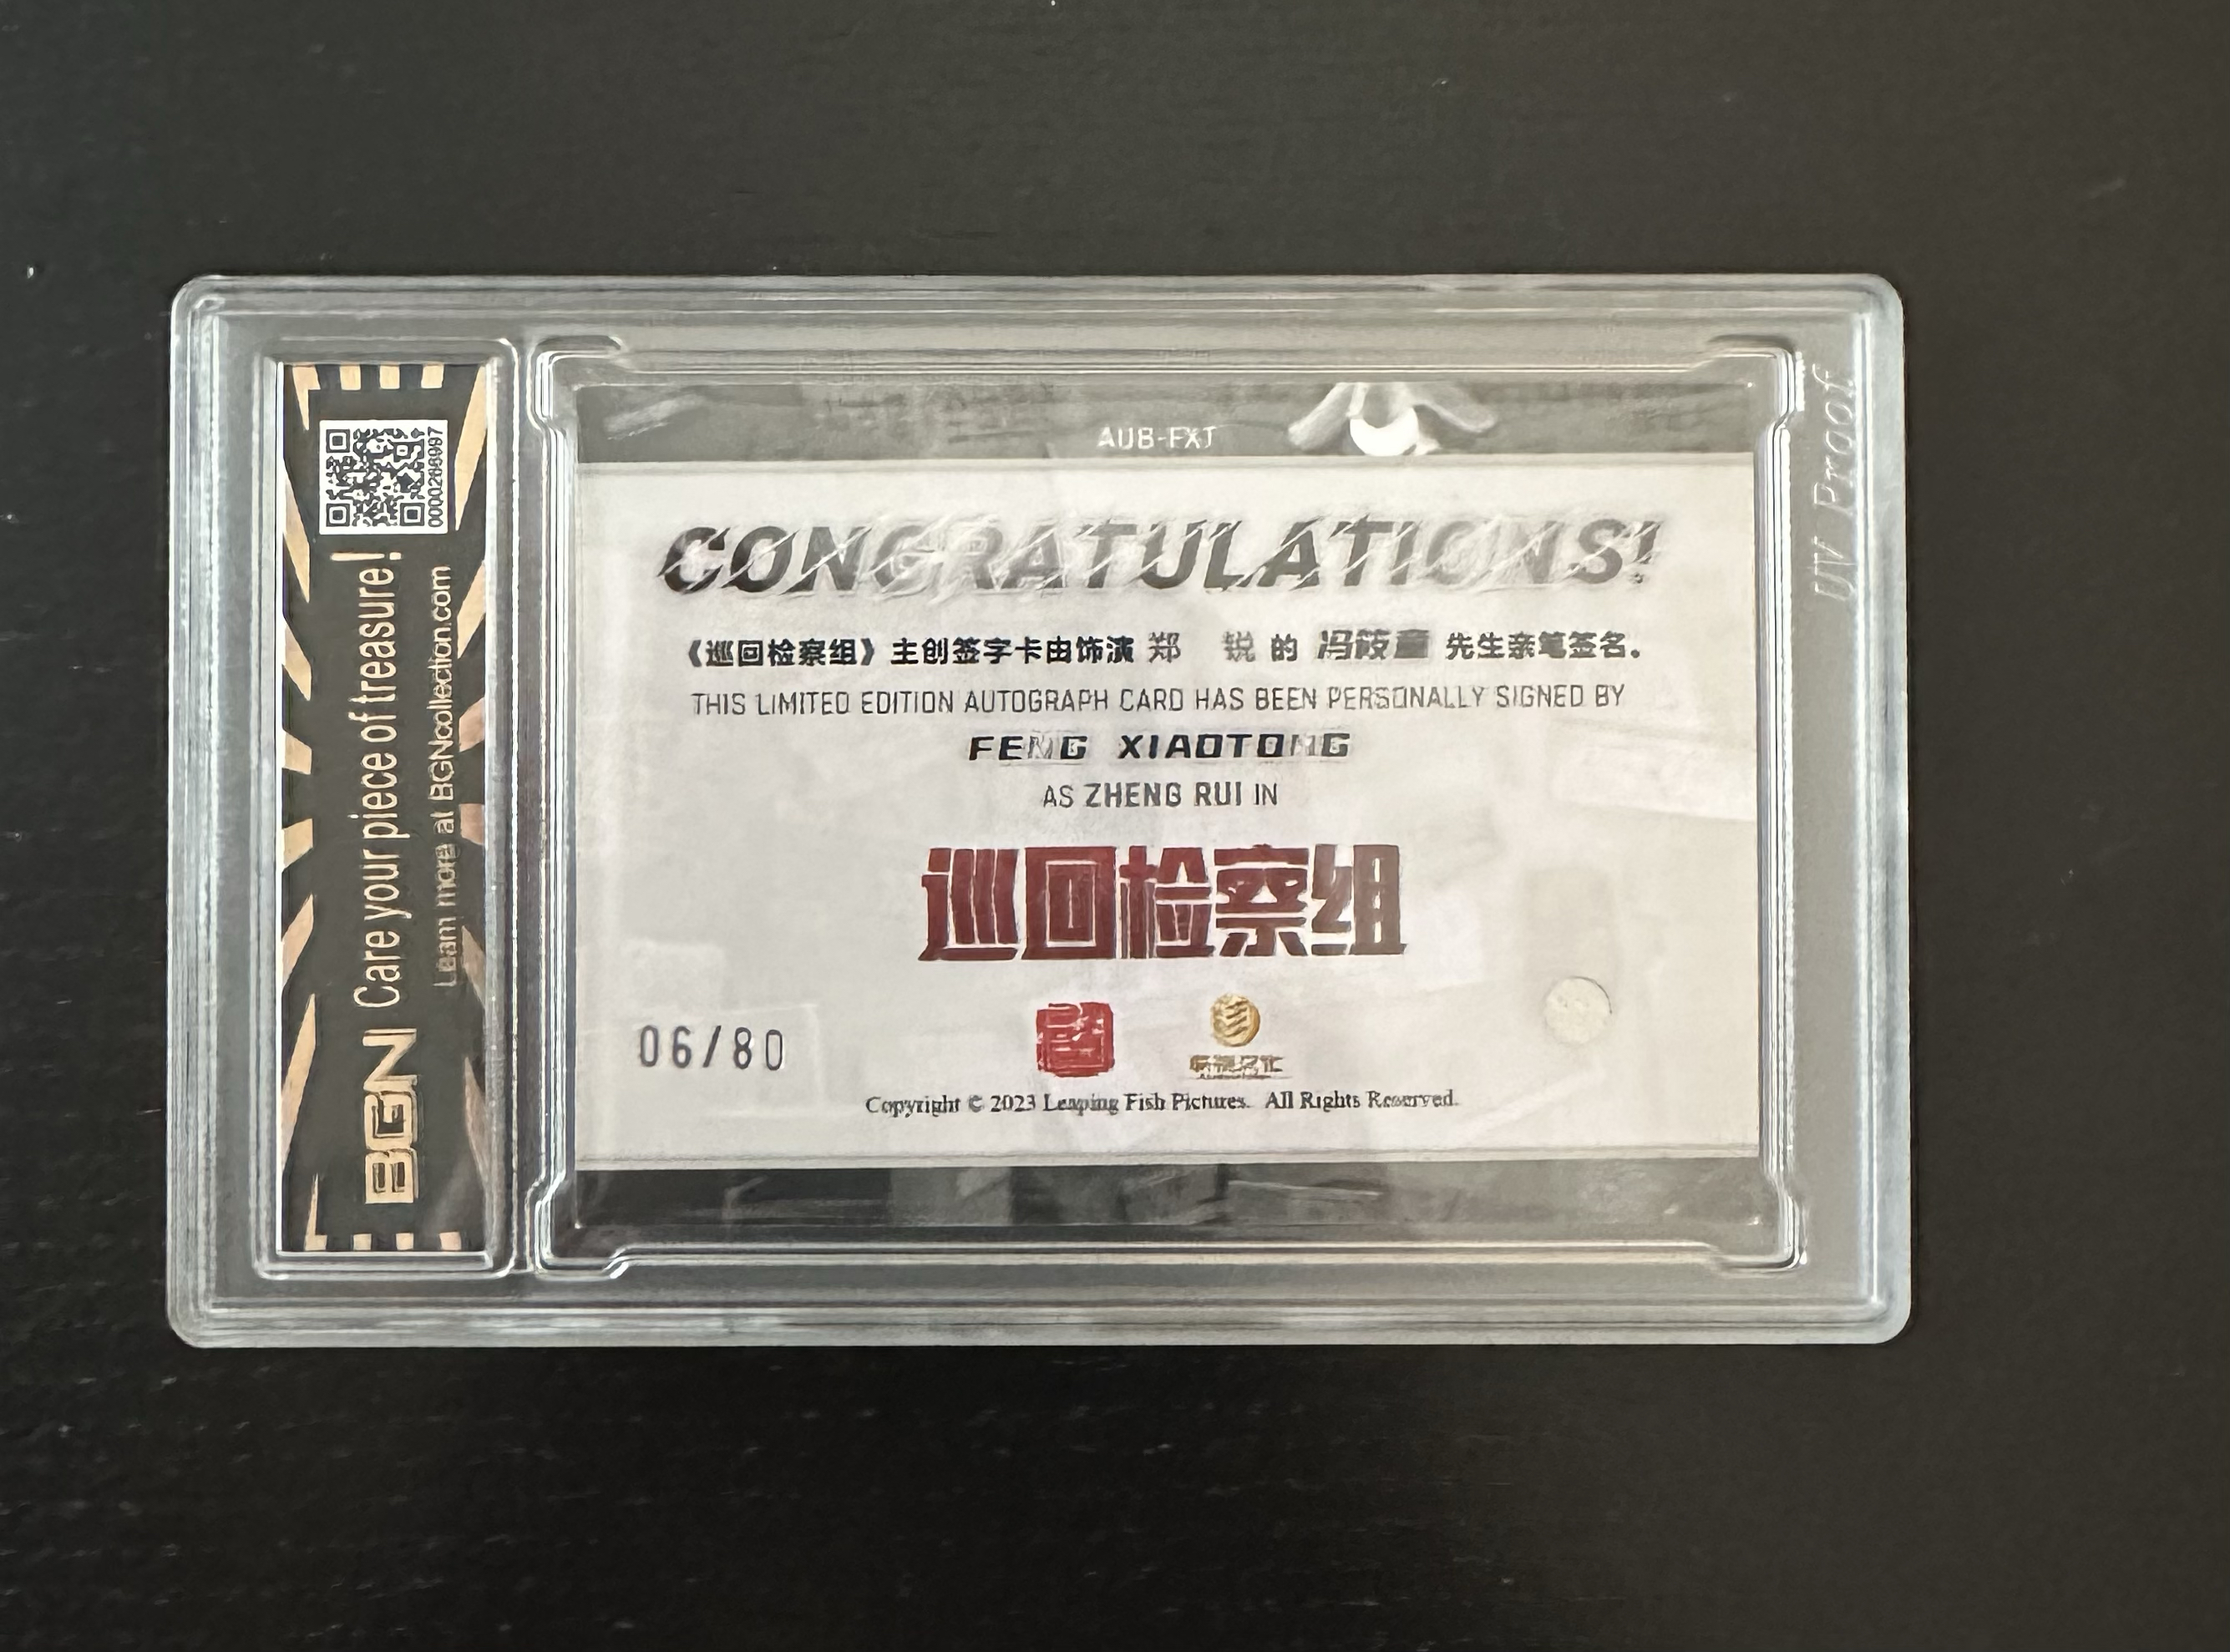 BGN Care your piece of treasure!
Learn more at BGNcollection.com
0000266997
AUB-FXT
CONGRATULATIONS!
《巡回检察组》主创签字卡由饰演 郑 锐 的 冯筱童 先生亲笔签名。
THIS LIMITED EDITION AUTOGRAPH CARD HAS BEEN PERSONALLY SIGNED BY
FENG XIAOTONG
AS ZHENG RUI IN
巡回检察组
06/80
Copyright © 2023 Leaping Fish Pictures. All Rights Reserved.
UV Proof